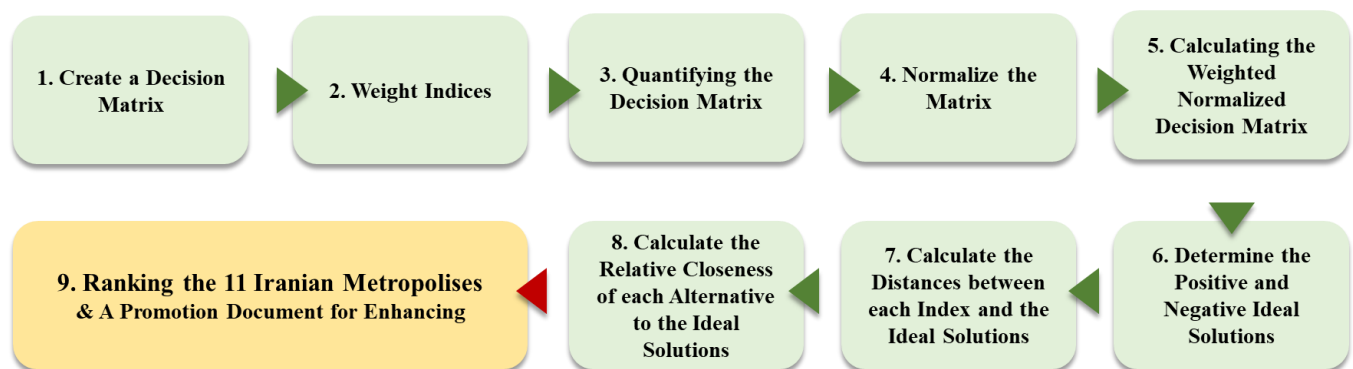 1. Create a Decision
Matrix
2. Weight Indices
3. Quantifying the
Decision Matrix
4. Normalize the
Matrix
5. Calculating the
Weighted
Normalized
Decision Matrix
6. Determine the
Positive and
Negative Ideal
Solutions
7. Calculate the
Distances between
each Index and the
Ideal Solutions
8. Calculate the
Relative Closeness
of each Alternative
to the Ideal
Solutions
9. Ranking the 11 Iranian Metropolises
& A Promotion Document for Enhancing